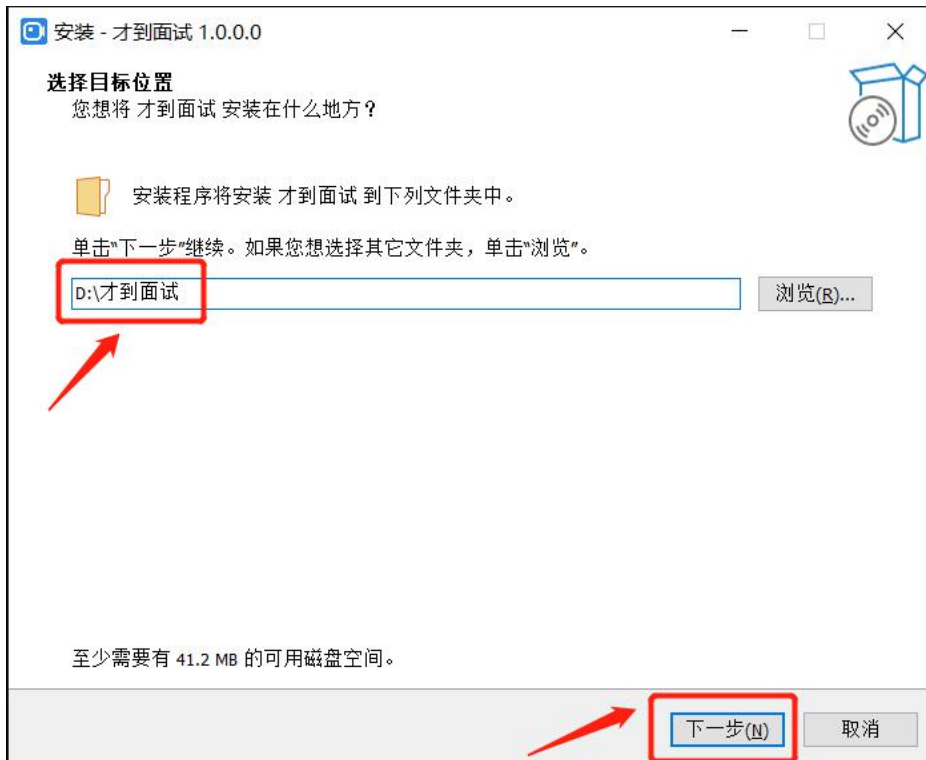 安装 - 才到面试 1.0.0.0
选择目标位置
您想将 才到面试 安装在什么地方？
安装程序将安装 才到面试 到下列文件夹中。
单击“下一步”继续。如果您想选择其它文件夹，单击“浏览”。
D:\才到面试
浏览(R)...
至少需要有 41.2 MB 的可用磁盘空间。
下一步(N)
取消